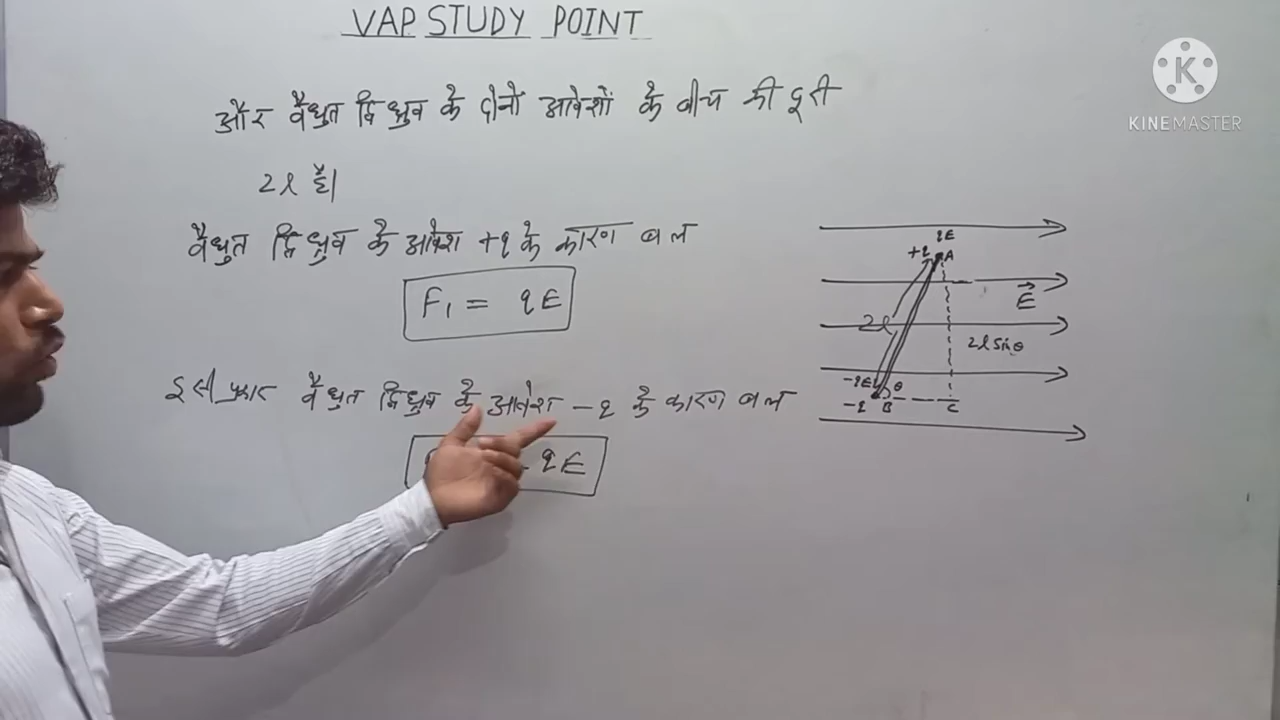 VAP STUDY POINT
K
KINEMASTER
और वैधुत द्विध्रुव के दोनो आवेशों के बीच की दूरी
2l है।
वैधुत द्विध्रुव के आवेश +q के कारण बल
F₁ = qE
इसी प्रकार वैधुत द्विध्रुव के आवेश -q के कारण बल
qE
qE
+q A
E
2l
2l sinθ
-qE θ
-q B C